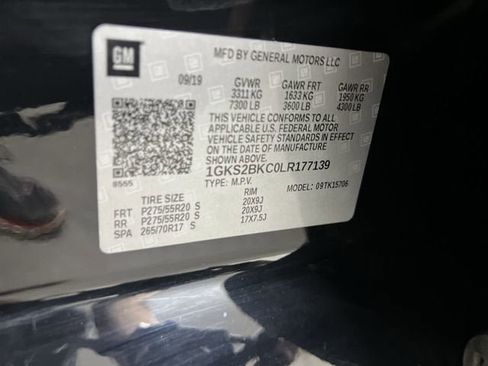 GM
MFD BY GENERAL MOTORS LLC
09/19 GVWR GAWR FRT GAWR RR
3311 KG 1633 KG 1950 KG
7300 LB 3600 LB 4300 LB
THIS VEHICLE CONFORMS TO ALL
APPLICABLE U.S. FEDERAL MOTOR
VEHICLE SAFETY STANDARDS IN EFFECT
ON THE DATE OF MANUFACTURE SHOWN ABOVE.
1GKS2BKC0LR177139
8555 TYPE: M.P.V. MODEL: 09TK15706
TIRE SIZE RIM
FRT P275/55R20 S 20X9J
RR P275/55R20 S 20X9J
SPA 265/70R17 S 17X7.5J